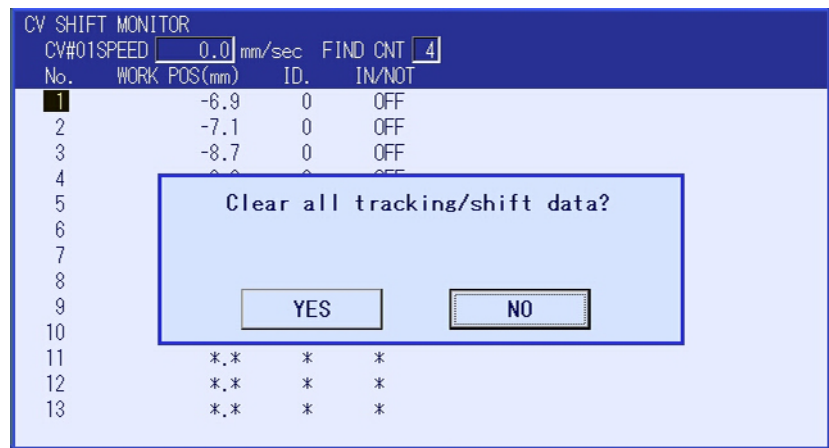 CV SHIFT MONITOR
CV#01SPEED 0.0 mm/sec FIND CNT 4
No. WORK POS(mm) ID. IN/NOT
1 -6.9 0 OFF
2 -7.1 0 OFF
3 -8.7 0 OFF
4
5 Clear all tracking/shift data?
6
7
8
9 YES NO
10
11 *.* * *
12 *.* * *
13 *.* * *